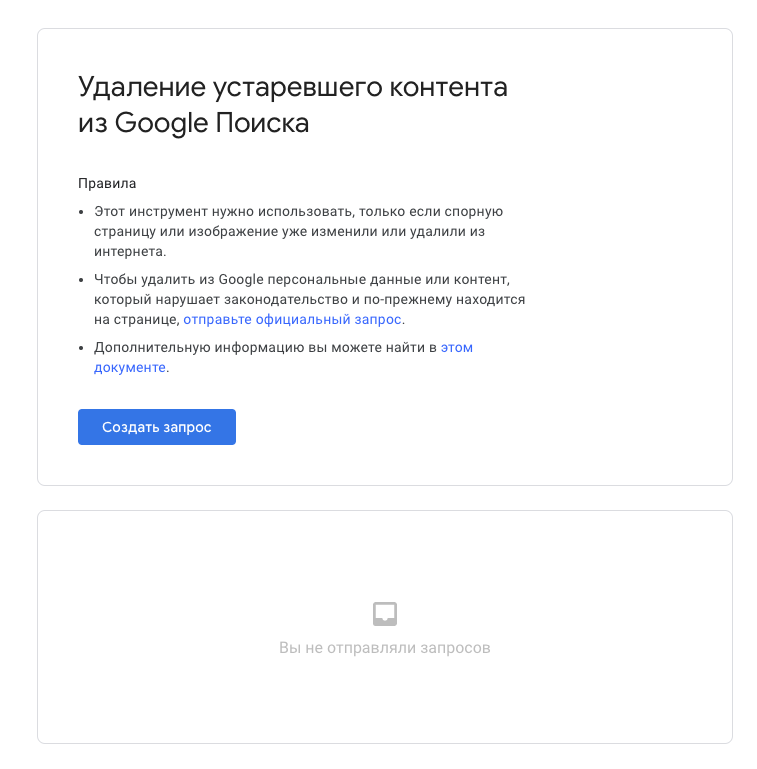 Удаление устаревшего контента
из Google Поиска
Правила
• Этот инструмент нужно использовать, только если спорную
страницу или изображение уже изменили или удалили из
интернета.
• Чтобы удалить из Google персональные данные или контент,
который нарушает законодательство и по-прежнему находится
на странице, отправьте официальный запрос.
• Дополнительную информацию вы можете найти в этом
документе.
Создать запрос
Вы не отправляли запросов